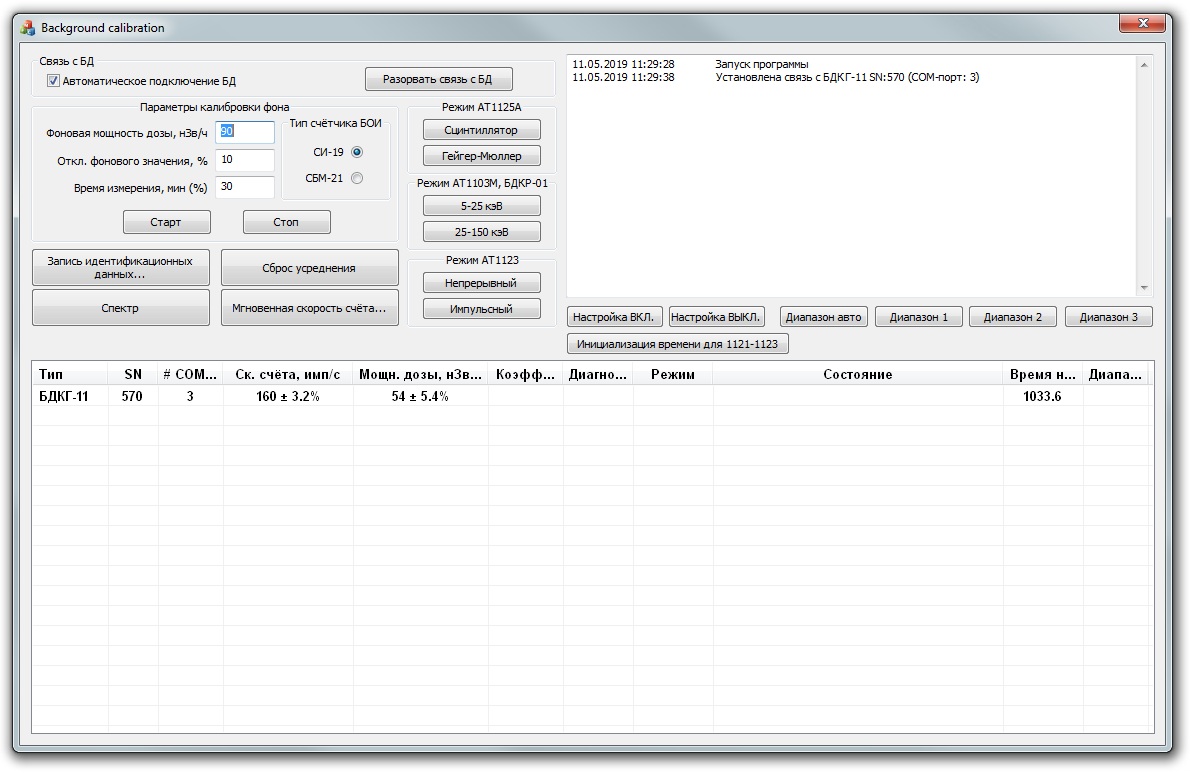 Background calibration
Связь с БД
Автоматическое подключение БД
Разорвать связь с БД
Параметры калибровки фона
Фоновая мощность дозы, нЗв/ч
90
Откл. фонового значения, %
10
Время измерения, мин (%)
30
Тип счётчика БОИ
СИ-19
СБМ-21
Старт
Стоп
Запись идентификационных
данных...
Сброс усреднения
Спектр
Мгновенная скорость счёта...
Режим АТ1125А
Сцинтиллятор
Гейгер-Мюллер
Режим АТ1103М, БДКР-01
5-25 кэВ
25-150 кэВ
Режим АТ1123
Непрерывный
Импульсный
11.05.2019 11:29:28 Запуск программы
11.05.2019 11:29:38 Установлена связь с БДКГ-11 SN:570 (COM-порт: 3)
Настройка ВКЛ.
Настройка ВЫКЛ.
Диапазон авто
Диапазон 1
Диапазон 2
Диапазон 3
Инициализация времени для 1121-1123
Тип SN # COM... Ск. счёта, имп/с Мощн. дозы, нЗв... Коэфф... Диагно... Режим Состояние Время н... Диапа...
БДКГ-11 570 3 160 ± 3.2% 54 ± 5.4% 1033.6